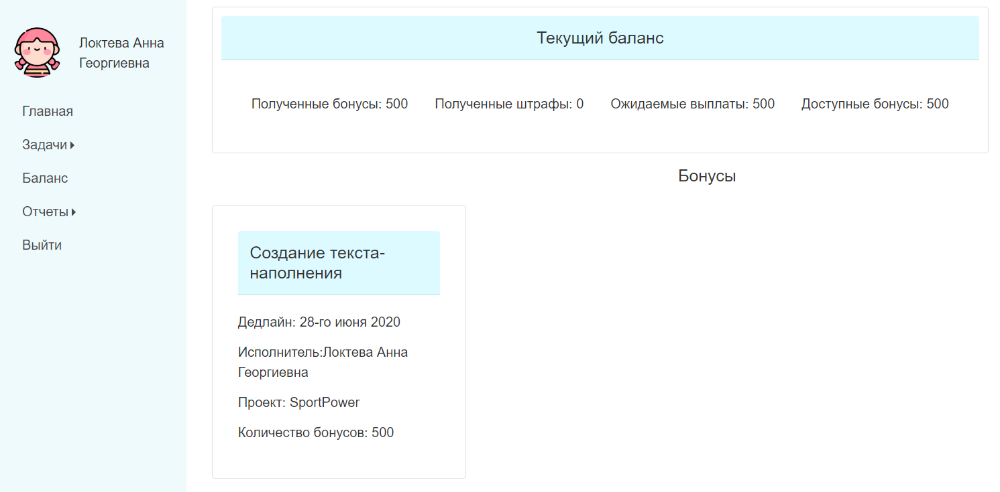 Локтева Анна
Георгиевна
Главная
Задачи
Баланс
Отчеты
Выйти
Текущий баланс
Полученные бонусы: 500 Полученные штрафы: 0 Ожидаемые выплаты: 500 Доступные бонусы: 500
Бонусы
Создание текста-
наполнения
Дедлайн: 28-го июня 2020
Исполнитель:Локтева Анна
Георгиевна
Проект: SportPower
Количество бонусов: 500